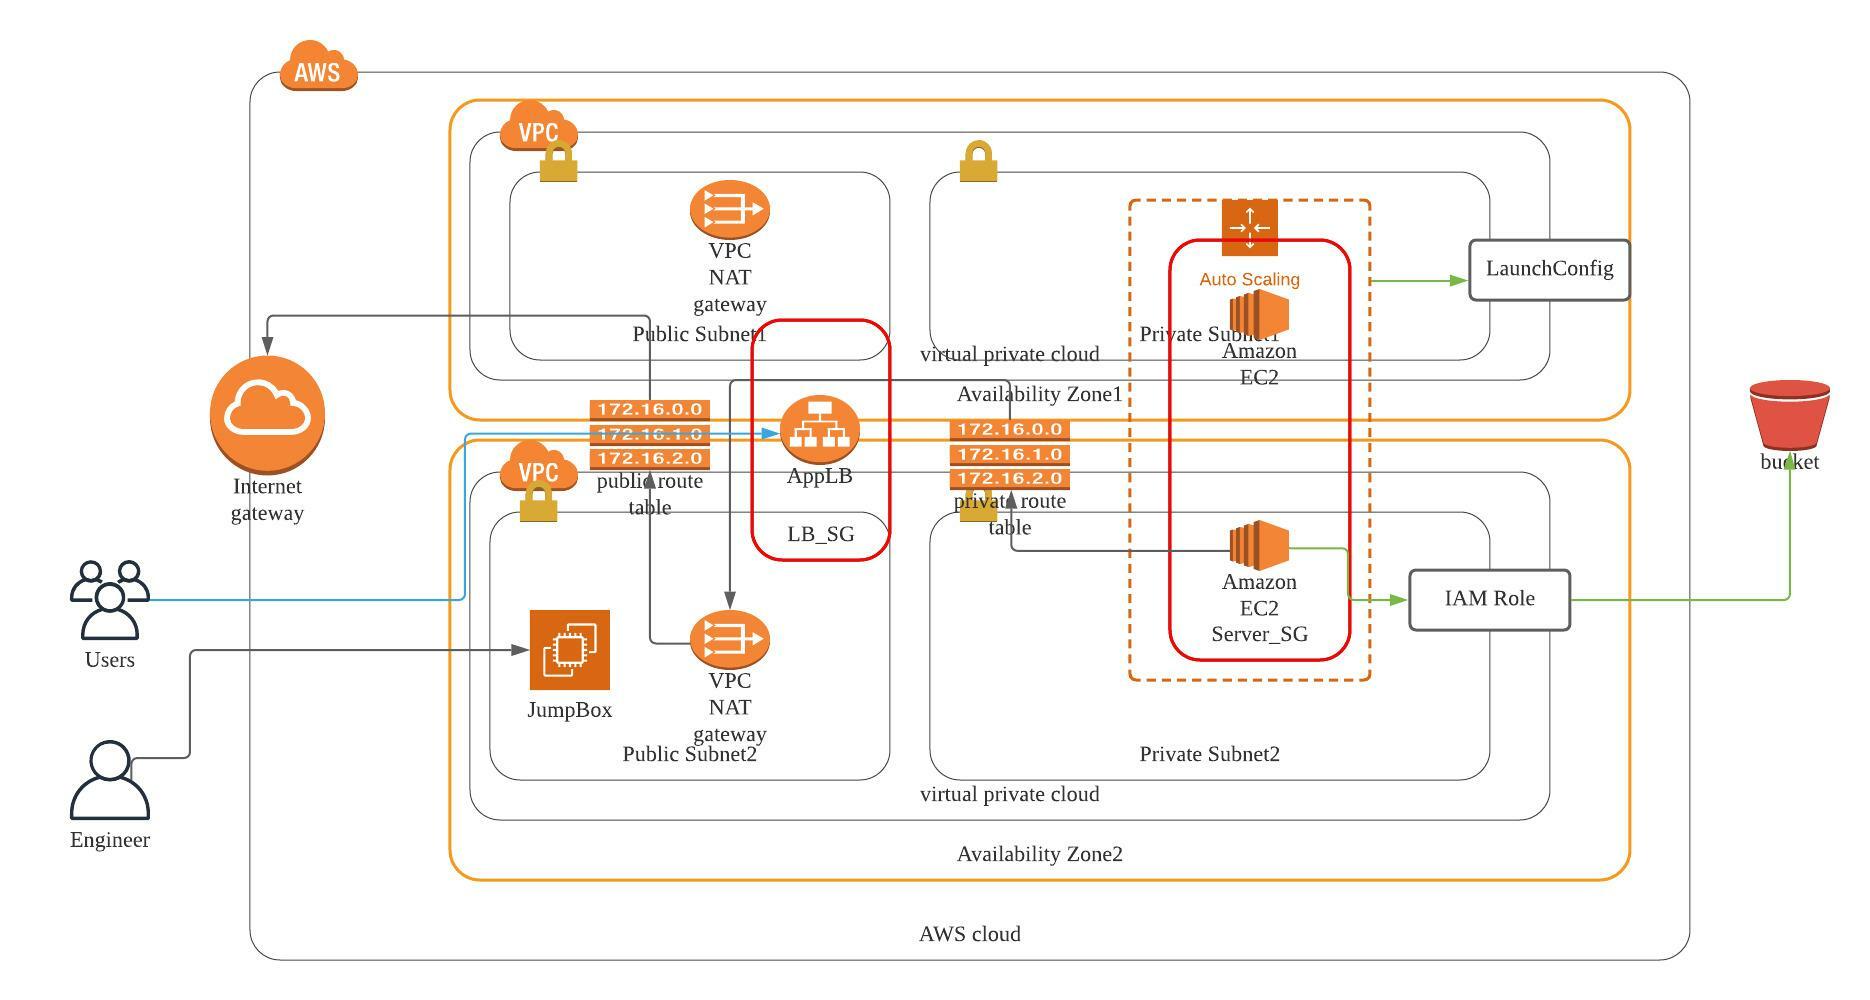 AWS
VPC
VPC
NAT
gateway
Public Subnet1
Auto Scaling
Private Subnet1
Amazon
EC2
LaunchConfig
virtual private cloud
Availability Zone1
Internet
gateway
172.16.0.0
172.16.1.0
172.16.2.0
public route
table
AppLB
LB_SG
172.16.0.0
172.16.1.0
172.16.2.0
private route
table
bucket
VPC
Users
Engineer
JumpBox
VPC
NAT
gateway
Public Subnet2
Amazon
EC2
Server_SG
IAM Role
Private Subnet2
virtual private cloud
Availability Zone2
AWS cloud